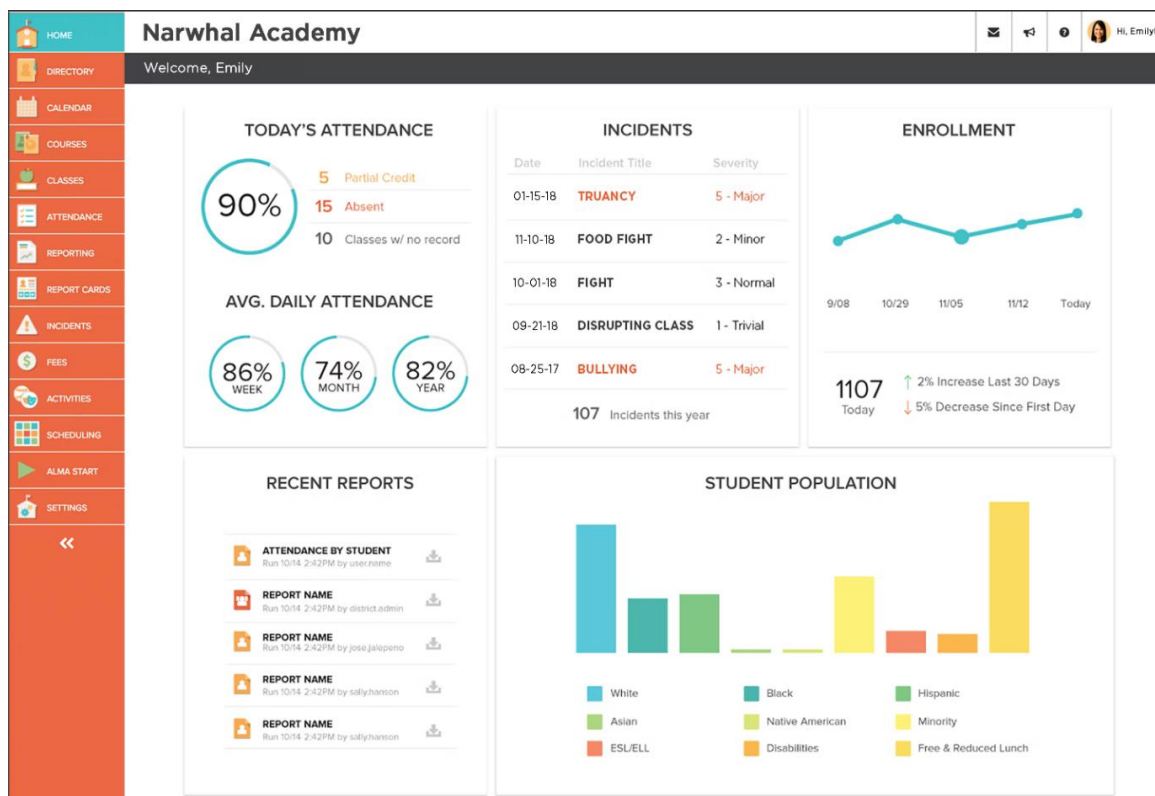 HOME
DIRECTORY
CALENDAR
COURSES
CLASSES
ATTENDANCE
REPORTING
REPORT CARDS
INCIDENTS
FEES
ACTIVITIES
SCHEDULING
ALMA START
SETTINGS
Narwhal Academy
Hi, Emily!
Welcome, Emily
TODAY'S ATTENDANCE
90%
5 Partial Credit
15 Absent
10 Classes w/ no record
AVG. DAILY ATTENDANCE
86%
WEEK
74%
MONTH
82%
YEAR
INCIDENTS
Date Incident Title Severity
01-15-18 TRUANCY 5 - Major
11-10-18 FOOD FIGHT 2 - Minor
10-01-18 FIGHT 3 - Normal
09-21-18 DISRUPTING CLASS 1 - Trivial
08-25-17 BULLYING 5 - Major
107 Incidents this year
ENROLLMENT
9/08 10/29 11/05 11/12 Today
1107
Today
↑ 2% Increase Last 30 Days
↓ 5% Decrease Since First Day
RECENT REPORTS
ATTENDANCE BY STUDENT
Run 10/14 2:42PM by user.name
REPORT NAME
Run 10/14 2:42PM by district.admin
REPORT NAME
Run 10/14 2:42PM by jose.jalepeno
REPORT NAME
Run 10/14 2:42PM by sally.hanson
REPORT NAME
Run 10/14 2:42PM by sally.hanson
STUDENT POPULATION
White Black Hispanic
Asian Native American Minority
ESL/ELL Disabilities Free & Reduced Lunch